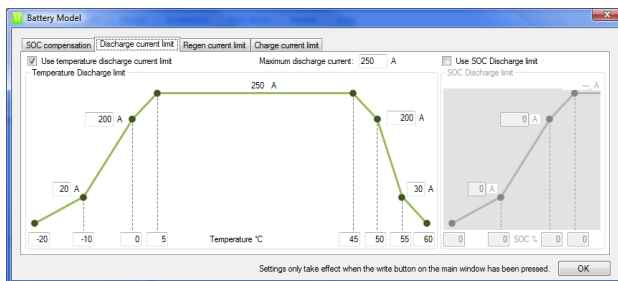 Battery Model
SOC compensation Discharge current limit Regen current limit Charge current limit
Use temperature discharge current limit Maximum discharge current: 250 A Use SOC Discharge limit
Temperature Discharge limit SOC Discharge limit
250 A --, A
200 A 200 A 0 A
20 A 30 A 0 A
-20 -10 0 5 Temperature °C 45 50 55 60 0 0 SOC % 0 0
Settings only take effect when the write button on the main window has been pressed. OK